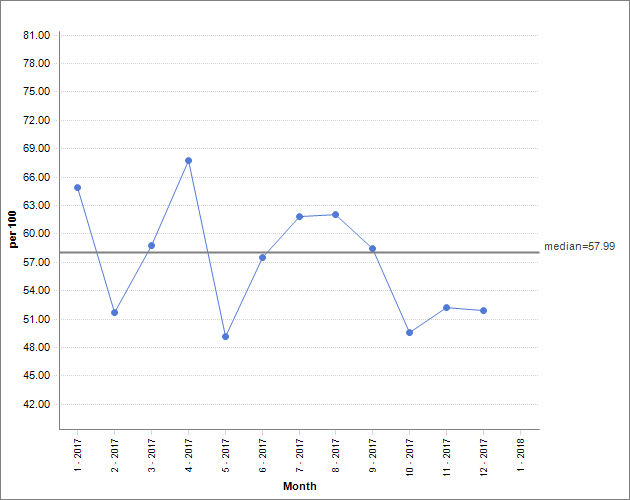 81.00
78.00
75.00
72.00
69.00
66.00
63.00
60.00
57.00
54.00
51.00
48.00
45.00
42.00
per 100
median=57.99
1 - 2017
2 - 2017
3 - 2017
4 - 2017
5 - 2017
6 - 2017
7 - 2017
8 - 2017
9 - 2017
10 - 2017
11 - 2017
12 - 2017
1 - 2018
Month